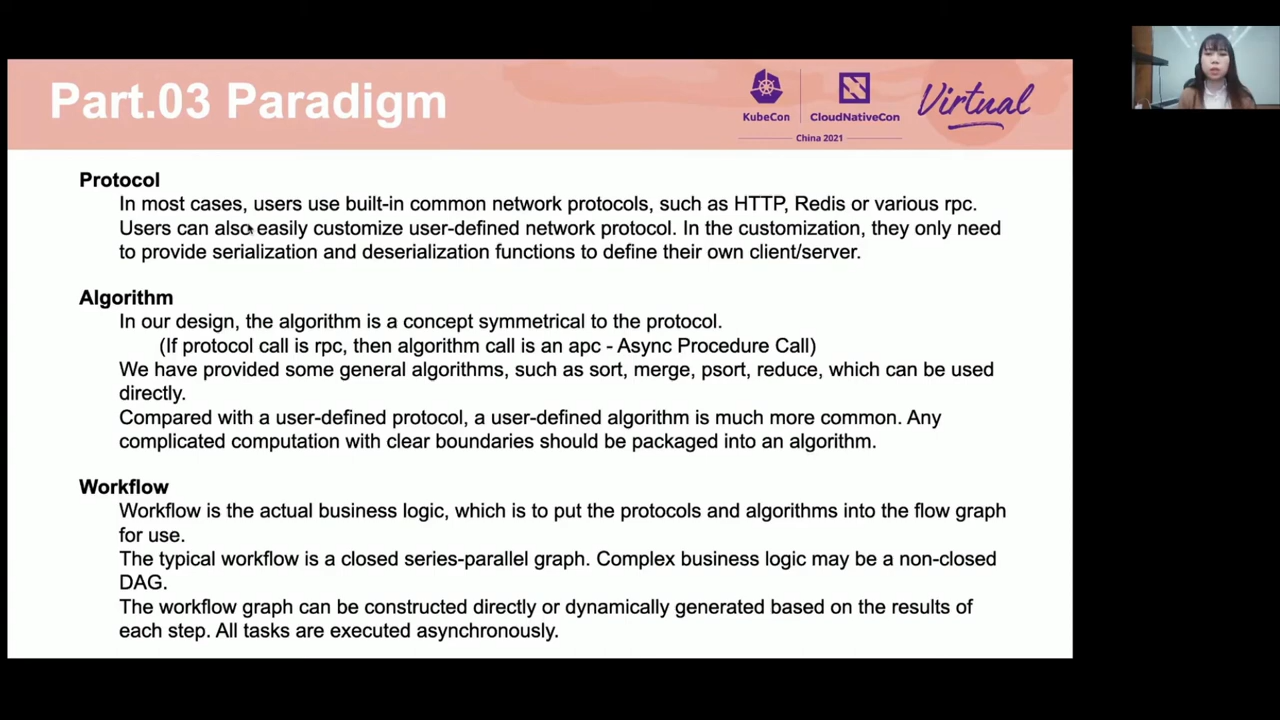 Part.03 Paradigm
KubeCon
CloudNativeCon
China 2021
Virtual
Protocol
In most cases, users use built-in common network protocols, such as HTTP, Redis or various rpc.
Users can also easily customize user-defined network protocol. In the customization, they only need
to provide serialization and deserialization functions to define their own client/server.
Algorithm
In our design, the algorithm is a concept symmetrical to the protocol.
(If protocol call is rpc, then algorithm call is an apc - Async Procedure Call)
We have provided some general algorithms, such as sort, merge, psort, reduce, which can be used
directly.
Compared with a user-defined protocol, a user-defined algorithm is much more common. Any
complicated computation with clear boundaries should be packaged into an algorithm.
Workflow
Workflow is the actual business logic, which is to put the protocols and algorithms into the flow graph
for use.
The typical workflow is a closed series-parallel graph. Complex business logic may be a non-closed
DAG.
The workflow graph can be constructed directly or dynamically generated based on the results of
each step. All tasks are executed asynchronously.